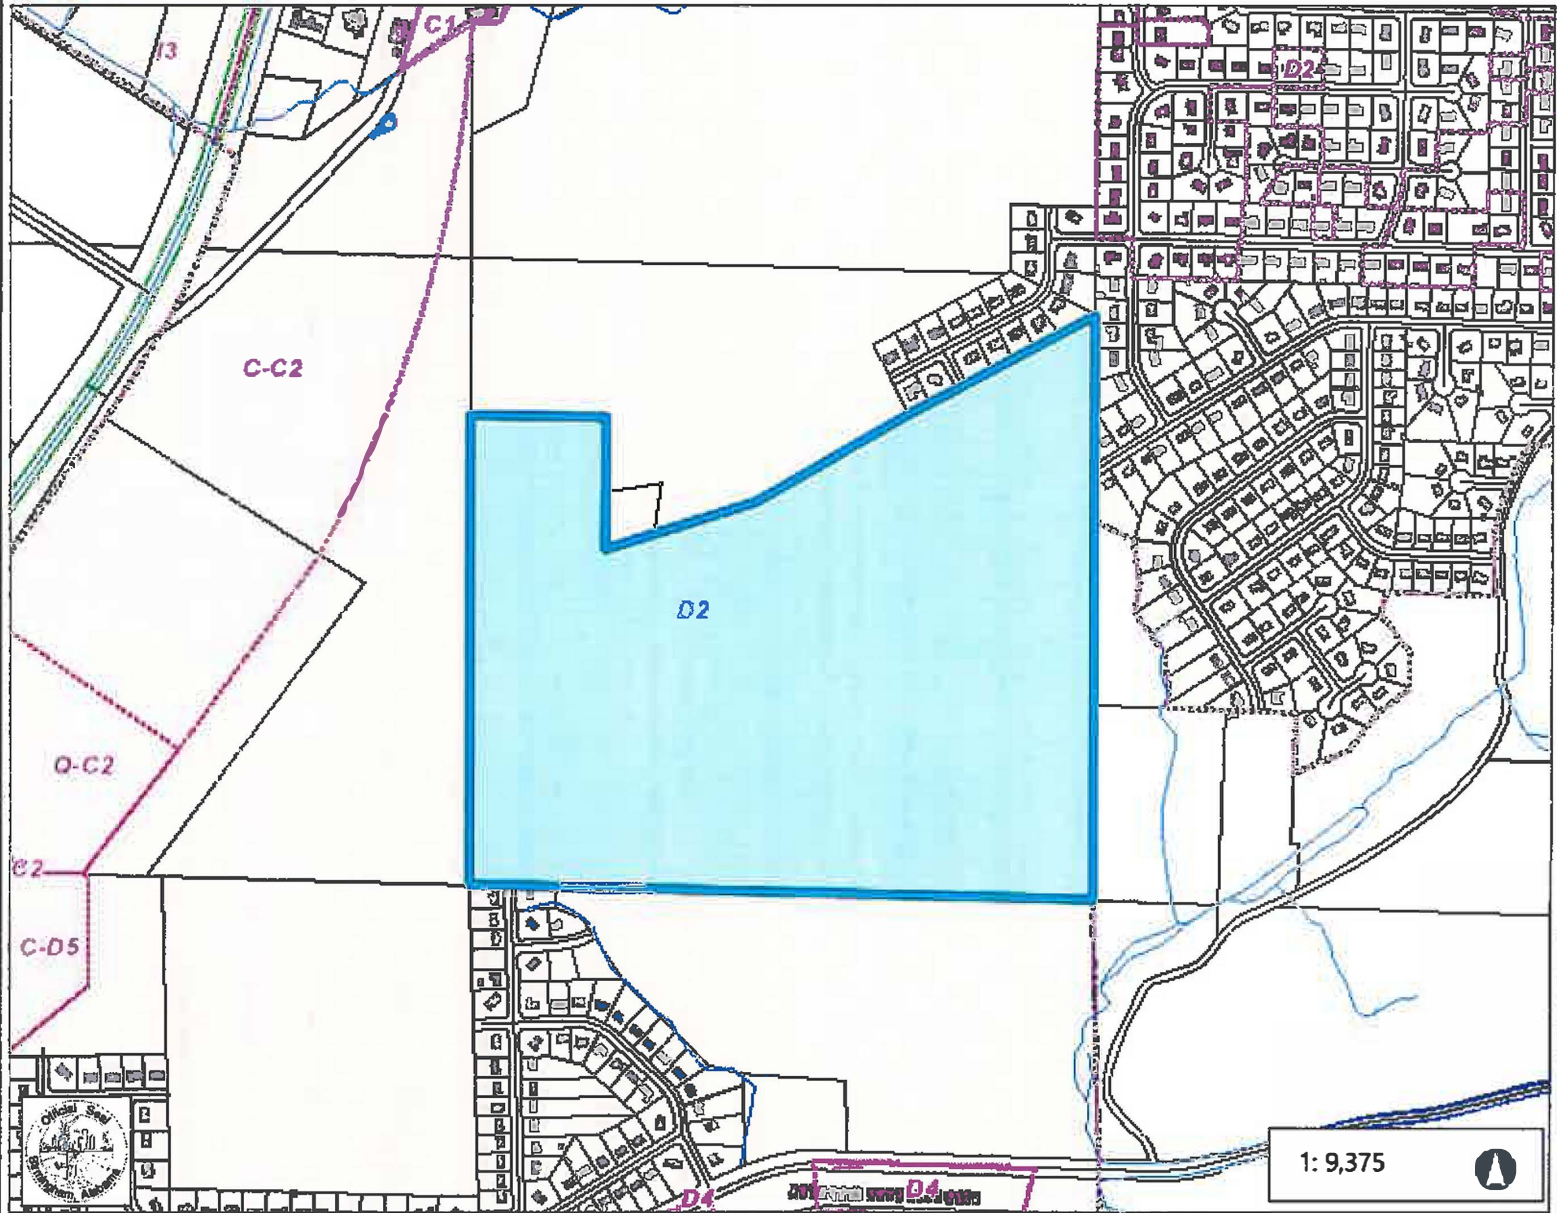 C1
I3
D2
C-C2
D2
Q-C2
C2
C-D5
Official Seal
Birmingham, Alabama
D4
D4
1: 9,375